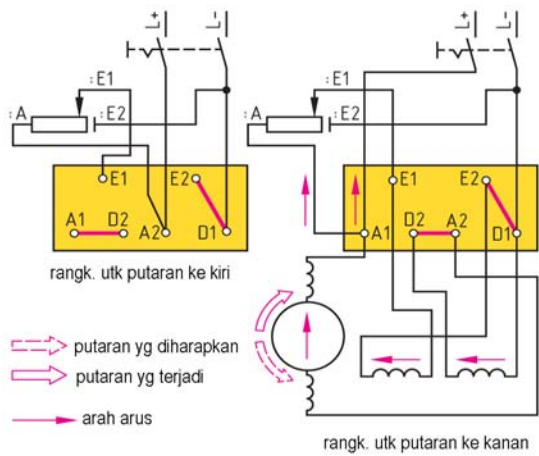 L+ L-
:E1
:A :E2
E1 E2
A1 D2 A2 D1
rangk. utk putaran ke kiri
putaran yg diharapkan
putaran yg terjadi
arah arus
L+ L-
:E1
:A :E2
E1 E2
D2 A2
A1 D1
rangk. utk putaran ke kanan